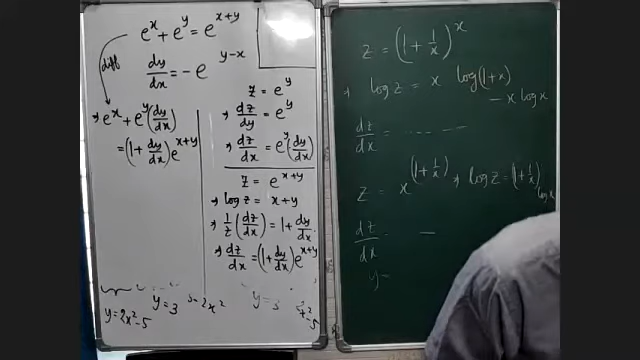 e^x + e^y = e^{x+y}
diff
dy/dx = - e^{y-x}
⇒ e^x + e^y (dy/dx)
= (1 + dy/dx) e^{x+y}
z = e^y
⇒ dz/dy = e^y
⇒ dz/dx = e^y (dy/dx)
z = e^{x+y}
⇒ log z = x+y
⇒ 1/z (dz/dx) = 1 + dy/dx
⇒ dz/dx = (1 + dy/dx) e^{x+y}
y = 2x^2 - 5
y = 3
2x^2
y =
z = (1 + 1/x)^x
⇒ log z = x log(1+x)
- x log x
dz/dx = ......
z = x^{(1 + 1/x)} ⇒ log z = (1 + 1/x)
log x
dz/dx = —
y =